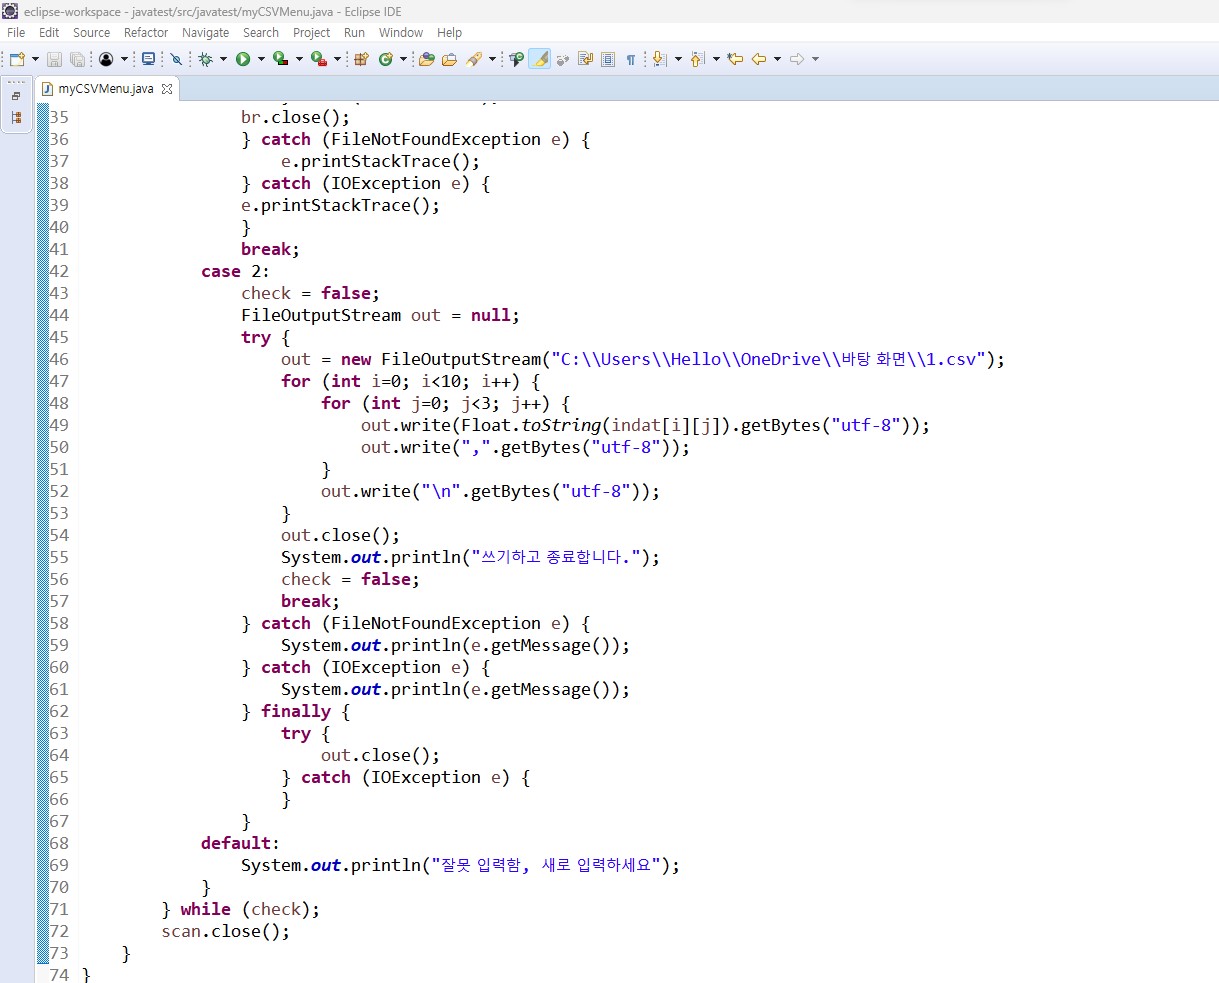 eclipse-workspace - javatest/src/javatest/myCSVMenu.java - Eclipse IDE
File Edit Source Refactor Navigate Search Project Run Window Help
myCSVMenu.java
35 br.close();
36 } catch (FileNotFoundException e) {
37 e.printStackTrace();
38 } catch (IOException e) {
39 e.printStackTrace();
40 }
41 break;
42 case 2:
43 check = false;
44 FileOutputStream out = null;
45 try {
46 out = new FileOutputStream("C:\\Users\\Hello\\OneDrive\\바탕 화면\\1.csv");
47 for (int i=0; i<10; i++) {
48 for (int j=0; j<3; j++) {
49 out.write(Float.toString(indat[i][j]).getBytes("utf-8"));
50 out.write(",".getBytes("utf-8"));
51 }
52 out.write("\n".getBytes("utf-8"));
53 }
54 out.close();
55 System.out.println("쓰기하고 종료합니다.");
56 check = false;
57 break;
58 } catch (FileNotFoundException e) {
59 System.out.println(e.getMessage());
60 } catch (IOException e) {
61 System.out.println(e.getMessage());
62 } finally {
63 try {
64 out.close();
65 } catch (IOException e) {
66 }
67 }
68 default:
69 System.out.println("잘못 입력함, 새로 입력하세요");
70 }
71 } while (check);
72 scan.close();
73 }
74 }